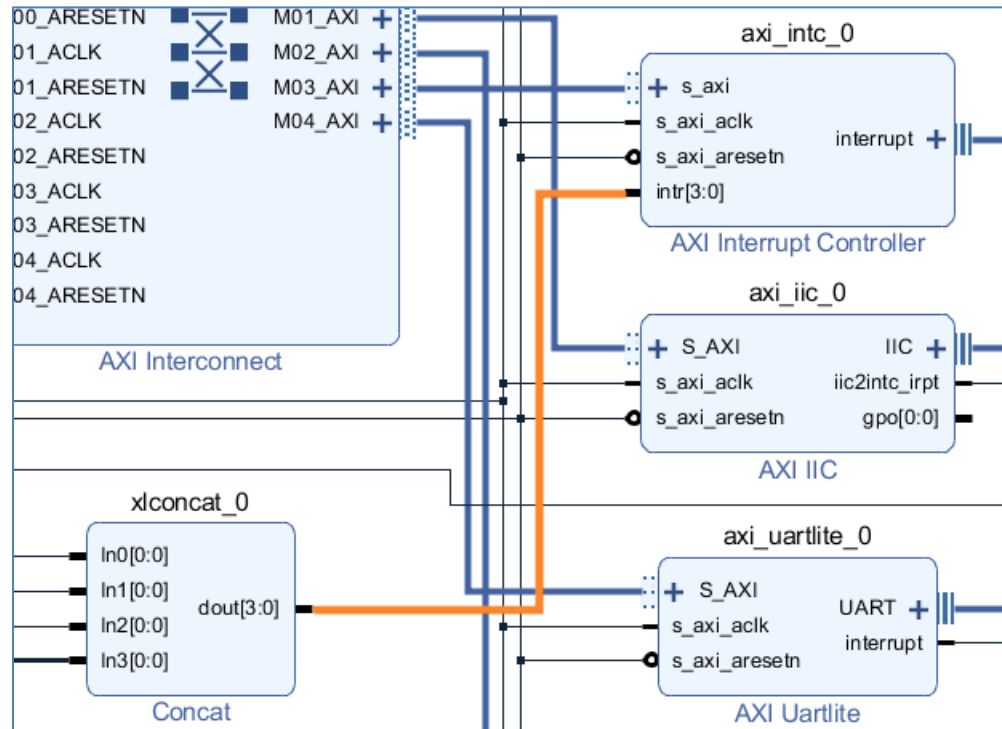 00_ARESETN
01_ACLK
01_ARESETN
02_ACLK
02_ARESETN
03_ACLK
03_ARESETN
04_ACLK
04_ARESETN
M01_AXI
M02_AXI
M03_AXI
M04_AXI
AXI Interconnect
axi_intc_0
s_axi
s_axi_aclk
s_axi_aresetn
intr[3:0]
interrupt
AXI Interrupt Controller
axi_iic_0
S_AXI
s_axi_aclk
s_axi_aresetn
IIC
iic2intc_irpt
gpo[0:0]
AXI IIC
xlconcat_0
In0[0:0]
In1[0:0]
In2[0:0]
In3[0:0]
dout[3:0]
Concat
axi_uartlite_0
S_AXI
s_axi_aclk
s_axi_aresetn
UART
interrupt
AXI Uartlite